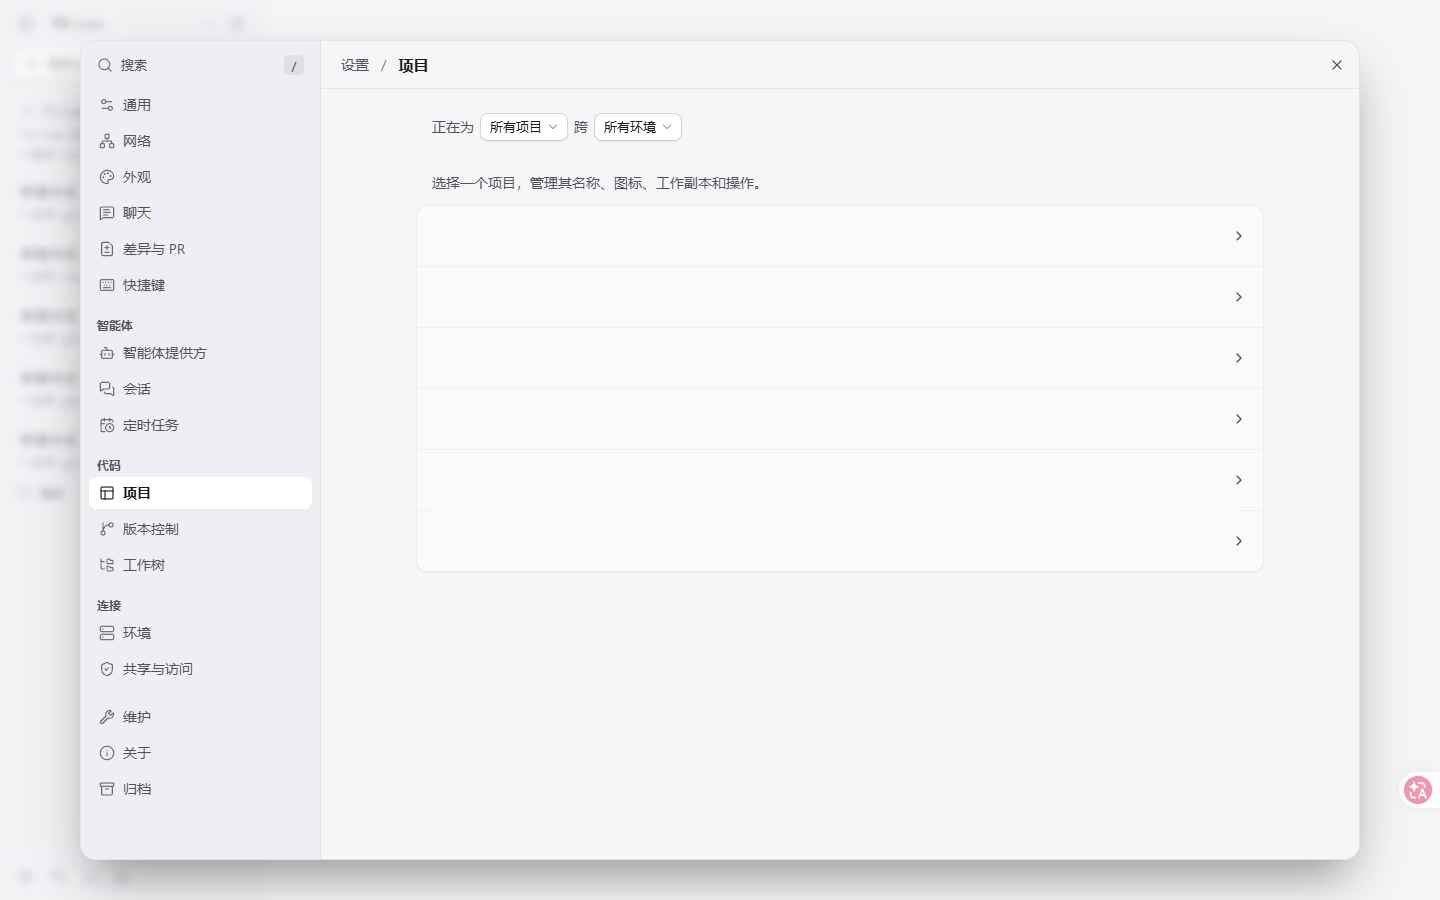 搜索 /
通用
网络
外观
聊天
差异与 PR
快捷键
智能体
智能体提供方
会话
定时任务
代码
项目
版本控制
工作树
连接
环境
共享与访问
维护
关于
归档
设置 / 项目
正在为 所有项目 跨 所有环境
选择一个项目，管理其名称、图标、工作副本和操作。